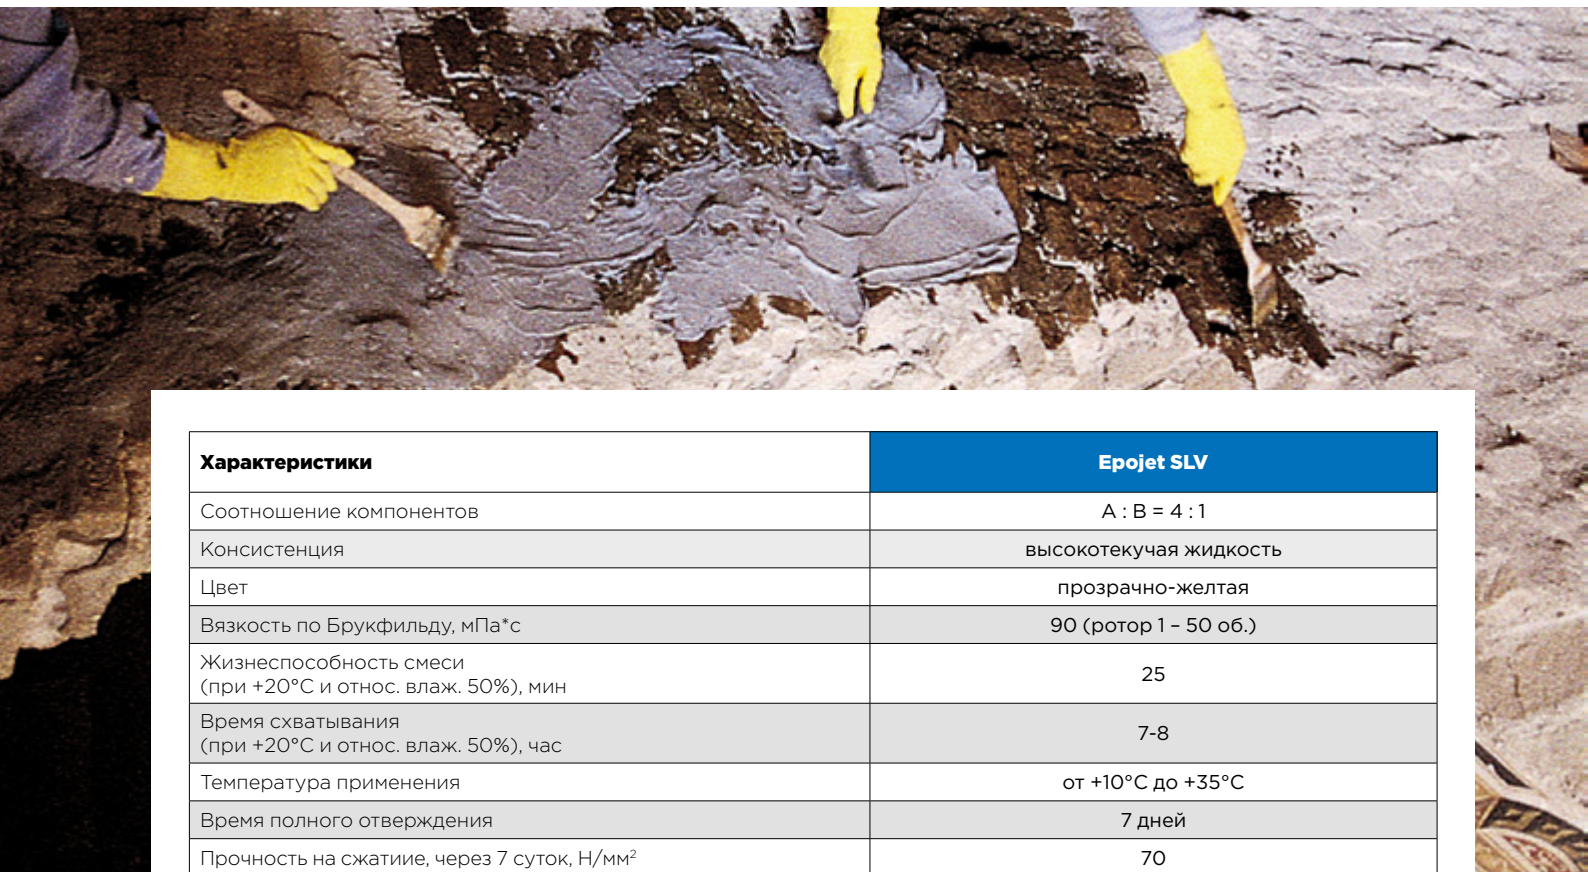 Характеристики
Epojet SLV
Соотношение компонентов
A : B = 4 : 1
Консистенция
высокотекучая жидкость
Цвет
прозрачно-желтая
Вязкость по Брукфильду, мПа*с
90 (ротор 1 – 50 об.)
Жизнеспособность смеси
(при +20°C и относ. влаж. 50%), мин
25
Время схватывания
(при +20°C и относ. влаж. 50%), час
7-8
Температура применения
от +10°C до +35°C
Время полного отверждения
7 дней
Прочность на сжатиие, через 7 суток, Н/мм²
70